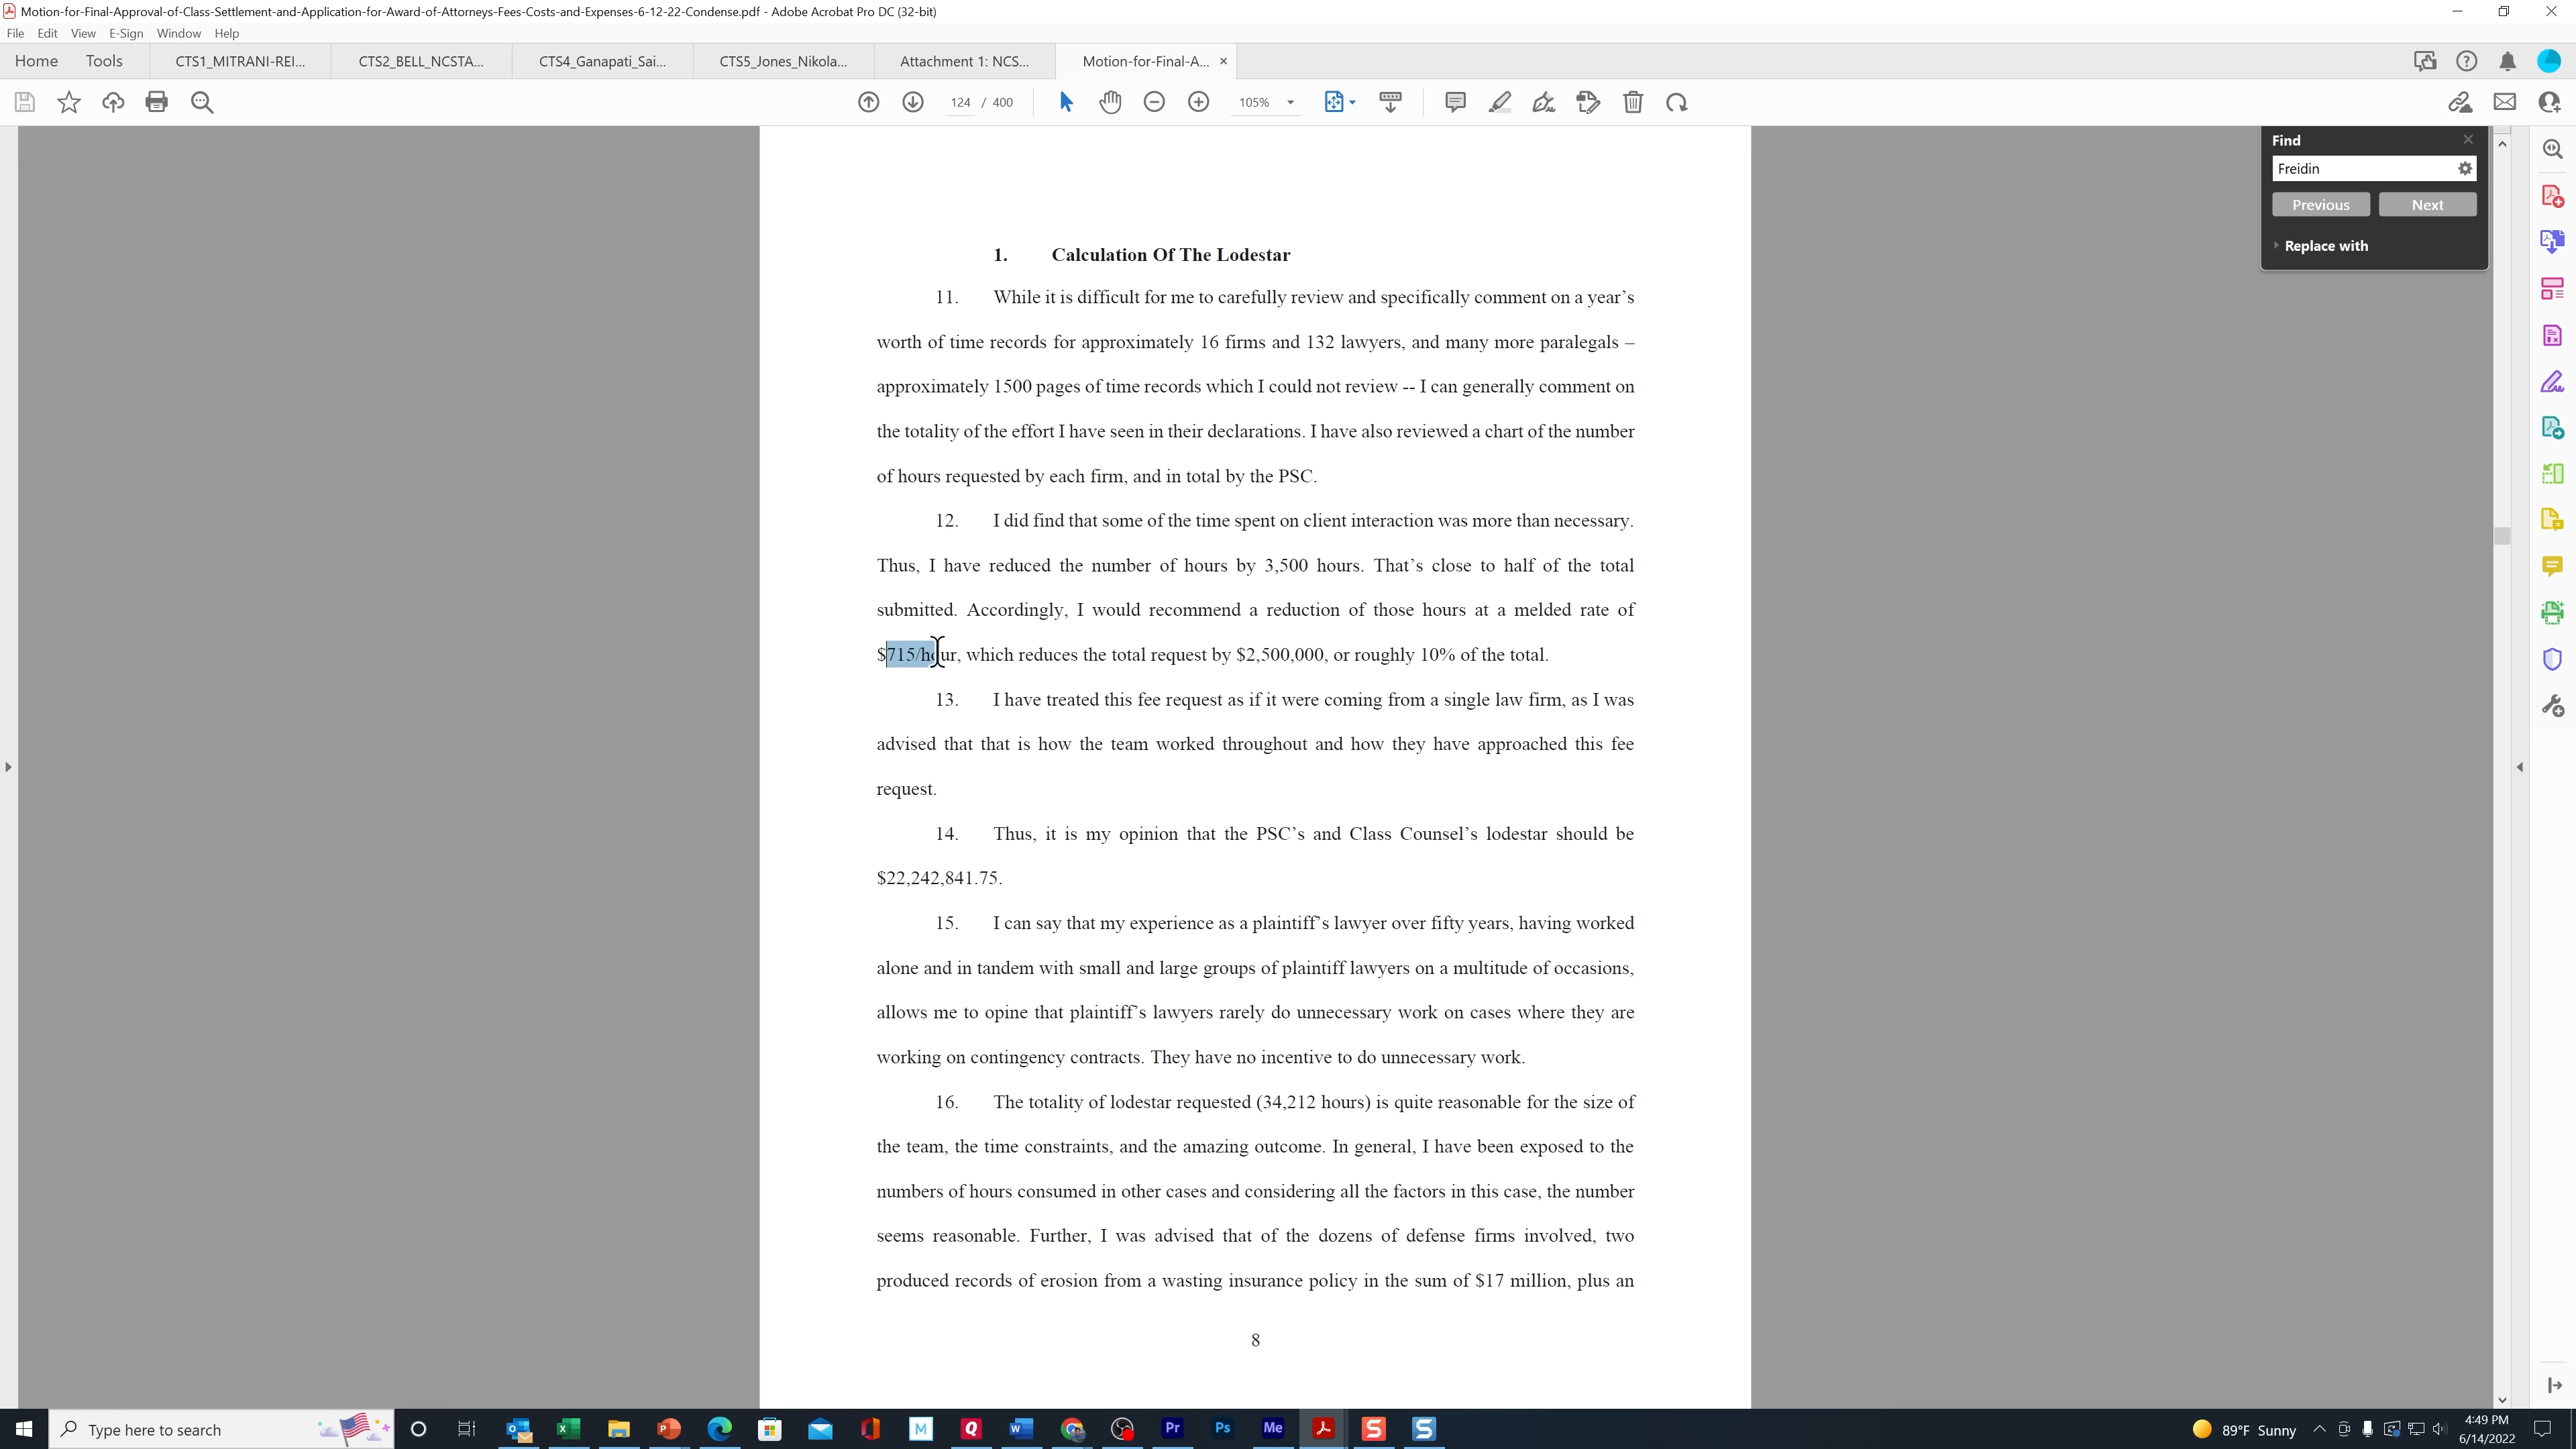 Motion-for-Final-Approval-of-Class-Settlement-and-Application-for-Award-of-Attorneys-Fees-Costs-and-Expenses-6-12-22-Condense.pdf - Adobe Acrobat Pro DC (32-bit)
File Edit View E-Sign Window Help
Home Tools CTS1_MITRANI-REI... CTS2_BELL_NCSTA... CTS4_Ganapati_Sai... CTS5_Jones_Nikola... Attachment 1: NCS... Motion-for-Final-A... ×
124 / 400 105%
Find
Freidin
Previous Next
Replace with
1. Calculation Of The Lodestar
11. While it is difficult for me to carefully review and specifically comment on a year's
worth of time records for approximately 16 firms and 132 lawyers, and many more paralegals –
approximately 1500 pages of time records which I could not review -- I can generally comment on
the totality of the effort I have seen in their declarations. I have also reviewed a chart of the number
of hours requested by each firm, and in total by the PSC.
12. I did find that some of the time spent on client interaction was more than necessary.
Thus, I have reduced the number of hours by 3,500 hours. That's close to half of the total
submitted. Accordingly, I would recommend a reduction of those hours at a melded rate of
$715/hour, which reduces the total request by $2,500,000, or roughly 10% of the total.
13. I have treated this fee request as if it were coming from a single law firm, as I was
advised that that is how the team worked throughout and how they have approached this fee
request.
14. Thus, it is my opinion that the PSC's and Class Counsel's lodestar should be
$22,242,841.75.
15. I can say that my experience as a plaintiff's lawyer over fifty years, having worked
alone and in tandem with small and large groups of plaintiff lawyers on a multitude of occasions,
allows me to opine that plaintiff's lawyers rarely do unnecessary work on cases where they are
working on contingency contracts. They have no incentive to do unnecessary work.
16. The totality of lodestar requested (34,212 hours) is quite reasonable for the size of
the team, the time constraints, and the amazing outcome. In general, I have been exposed to the
numbers of hours consumed in other cases and considering all the factors in this case, the number
seems reasonable. Further, I was advised that of the dozens of defense firms involved, two
produced records of erosion from a wasting insurance policy in the sum of $17 million, plus an
8
Type here to search
M Q W Pr Ps Me S S
89°F Sunny
4:49 PM
6/14/2022